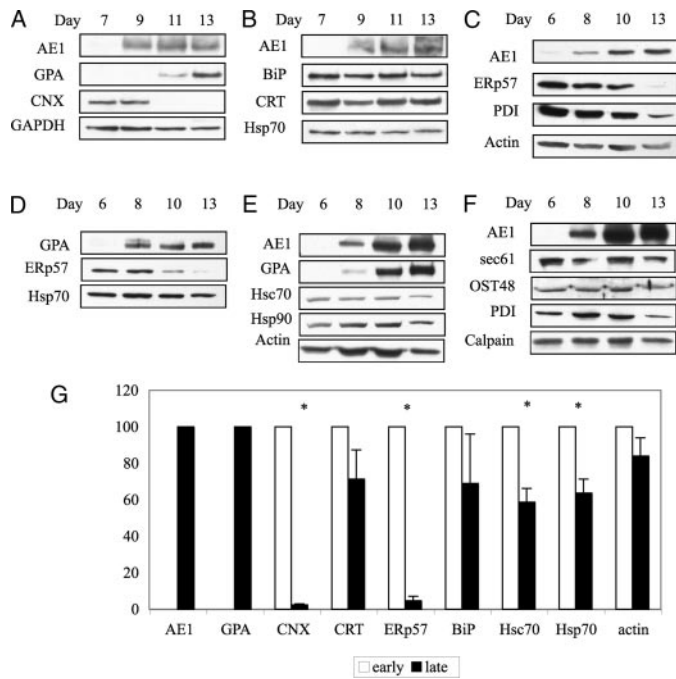 A Day 7 9 11 13
AE1
GPA
CNX
GAPDH
B Day 7 9 11 13
AE1
BiP
CRT
Hsp70
C Day 6 8 10 13
AE1
ERp57
PDI
Actin
D Day 6 8 10 13
GPA
ERp57
Hsp70
E Day 6 8 10 13
AE1
GPA
Hsc70
Hsp90
Actin
F Day 6 8 10 13
AE1
sec61
OST48
PDI
Calpain
G
120
100
80
60
40
20
0
* * * *
AE1 GPA CNX CRT ERp57 BiP Hsc70 Hsp70 actin
early late